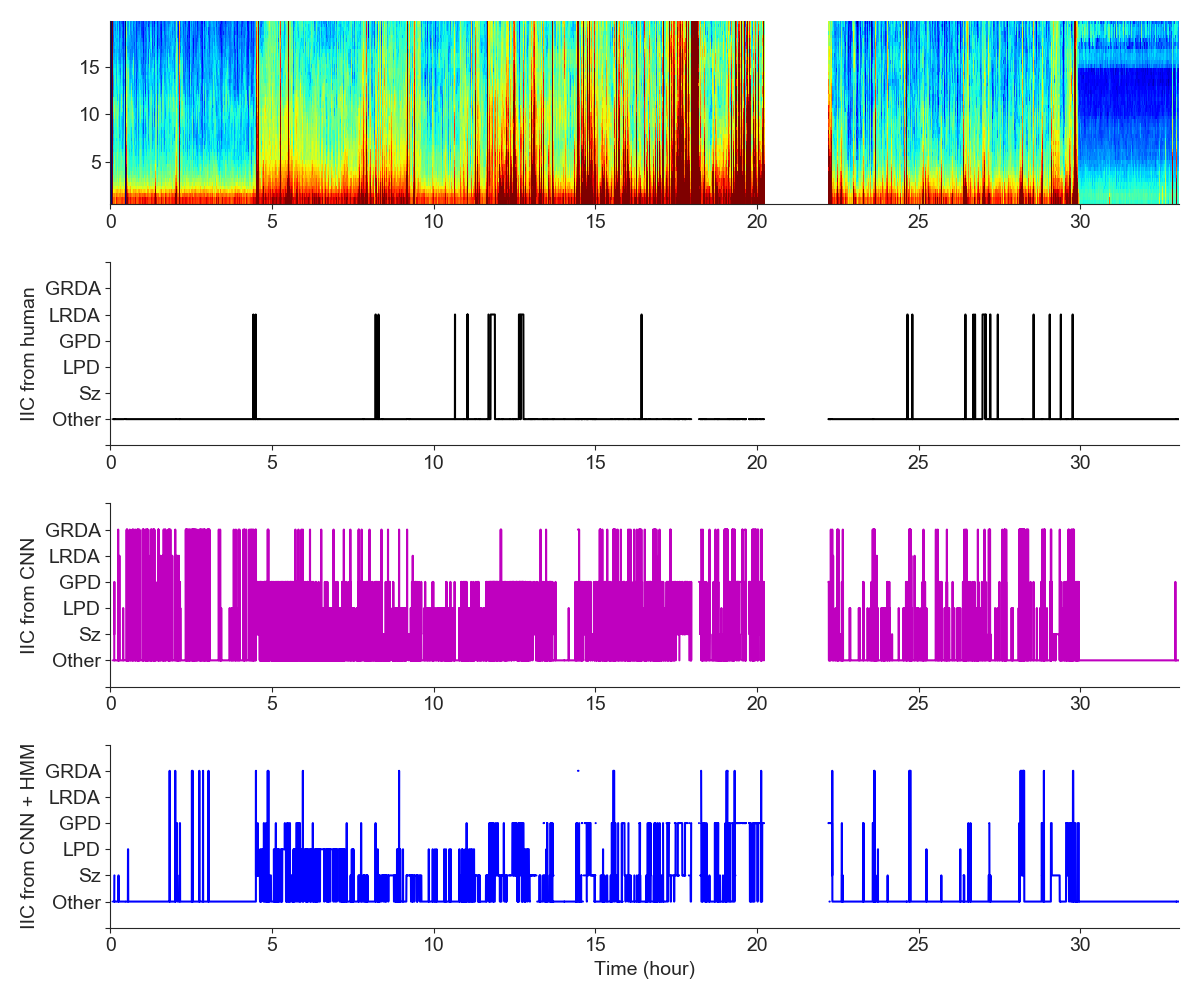 15
10
5
0 5 10 15 20 25 30
IIC from human
GRDA
LRDA
GPD
LPD
Sz
Other
0 5 10 15 20 25 30
IIC from CNN
GRDA
LRDA
GPD
LPD
Sz
Other
0 5 10 15 20 25 30
IIC from CNN + HMM
GRDA
LRDA
GPD
LPD
Sz
Other
0 5 10 15 20 25 30
Time (hour)